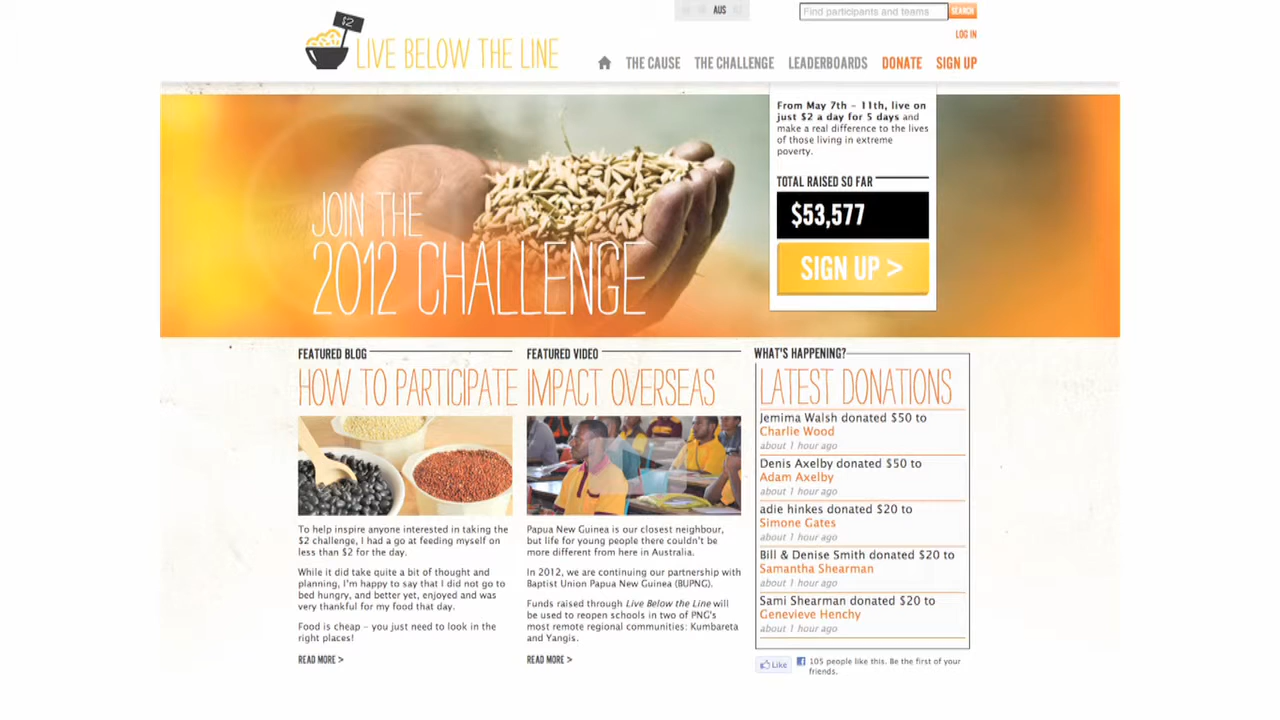 $2
LIVE BELOW THE LINE
AUS
Find participants and teams
SEARCH
LOG IN
THE CAUSE
THE CHALLENGE
LEADERBOARDS
DONATE
SIGN UP
JOIN THE
2012 CHALLENGE
From May 7th - 11th, live on
just $2 a day for 5 days and
make a real difference to the lives
of those living in extreme
poverty.
TOTAL RAISED SO FAR
$53,577
SIGN UP >
FEATURED BLOG
HOW TO PARTICIPATE
To help inspire anyone interested in taking the
$2 challenge, I had a go at feeding myself on
less than $2 for the day.
While it did take quite a bit of thought and
planning, I'm happy to say that I did not go to
bed hungry, and better yet, enjoyed and was
very thankful for my food that day.
Food is cheap – you just need to look in the
right places!
READ MORE >
FEATURED VIDEO
IMPACT OVERSEAS
Papua New Guinea is our closest neighbour,
but life for young people there couldn't be
more different from here in Australia.
In 2012, we are continuing our partnership with
Baptist Union Papua New Guinea (BUPNG).
Funds raised through Live Below the Line will
be used to reopen schools in two of PNG's
most remote regional communities: Kumbareta
and Yangis.
READ MORE >
WHAT'S HAPPENING?
LATEST DONATIONS
Jemima Walsh donated $50 to
Charlie Wood
about 1 hour ago
Denis Axelby donated $50 to
Adam Axelby
about 1 hour ago
adie hinkes donated $20 to
Simone Gates
about 1 hour ago
Bill & Denise Smith donated $20 to
Samantha Shearman
about 1 hour ago
Sami Shearman donated $20 to
Genevieve Henchy
about 1 hour ago
Like
105 people like this. Be the first of your
friends.